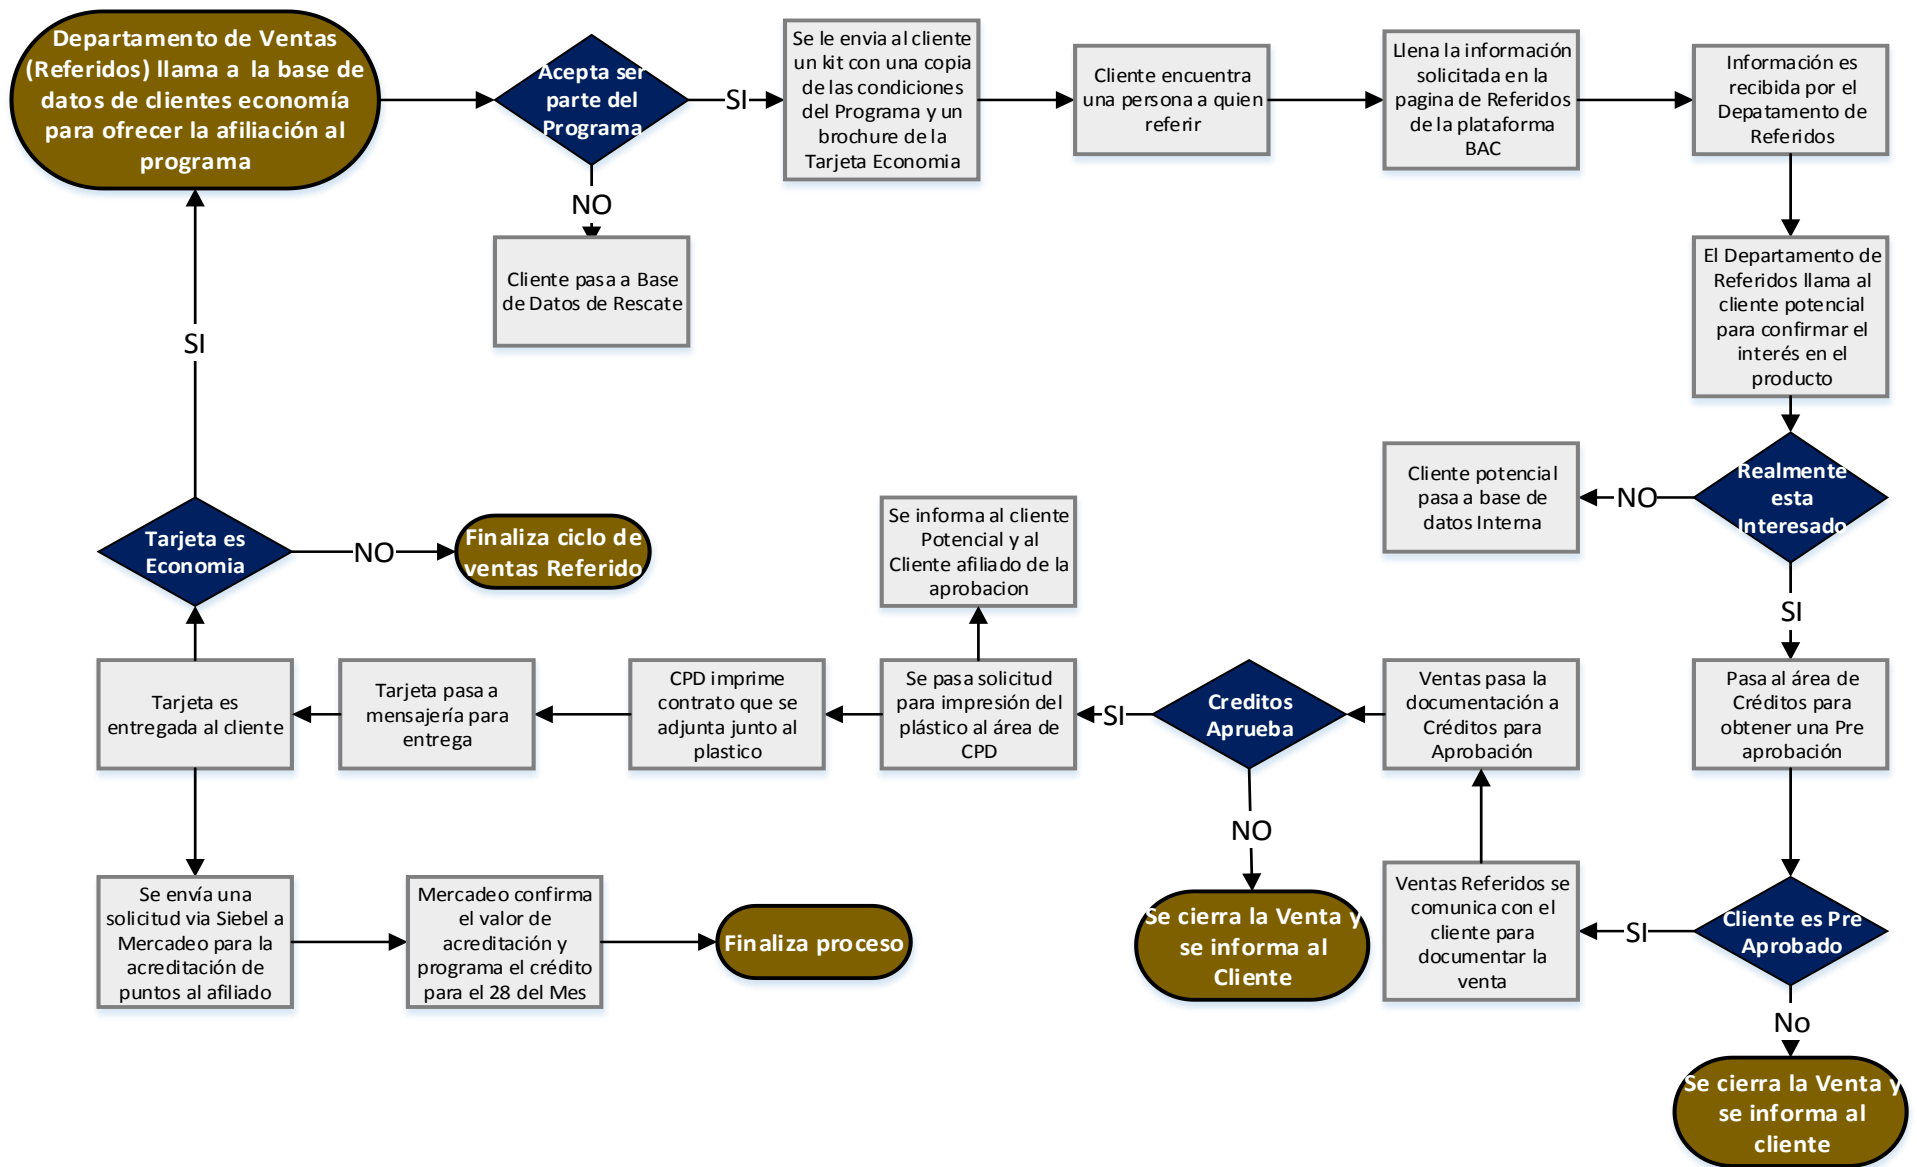 Departamento de Ventas
(Referidos) llama a la base de
datos de clientes economía
para ofrecer la afiliación al
programa
Acepta ser
parte del
Programa
SI
Se le envia al cliente
un kit con una copia
de las condiciones
del Programa y un
brochure de la
Tarjeta Economia
Cliente encuentra
una persona a quien
referir
Llena la información
solicitada en la
pagina de Referidos
de la plataforma
BAC
Información es
recibida por el
Depatamento de
Referidos
NO
Cliente pasa a Base
de Datos de Rescate
El Departamento de
Referidos llama al
cliente potencial
para confirmar el
interés en el
producto
SI
Realmente
esta
Interesado
NO
Cliente potencial
pasa a base de
datos Interna
Se informa al cliente
Potencial y al
Cliente afiliado de la
aprobacion
Tarjeta es
Economia
NO
Finaliza ciclo de
ventas Referido
SI
Pasa al área de
Créditos para
obtener una Pre
aprobación
Ventas pasa la
documentación a
Créditos para
Aprobación
Creditos
Aprueba
SI
Se pasa solicitud
para impresión del
plástico al área de
CPD
CPD imprime
contrato que se
adjunta junto al
plastico
Tarjeta pasa a
mensajería para
entrega
Tarjeta es
entregada al cliente
NO
Se cierra la Venta y
se informa al
Cliente
Ventas Referidos se
comunica con el
cliente para
documentar la
venta
SI
Cliente es Pre
Aprobado
Se envía una
solicitud via Siebel a
Mercadeo para la
acreditación de
puntos al afiliado
Mercadeo confirma
el valor de
acreditación y
programa el crédito
para el 28 del Mes
Finaliza proceso
No
Se cierra la Venta y
se informa al
cliente